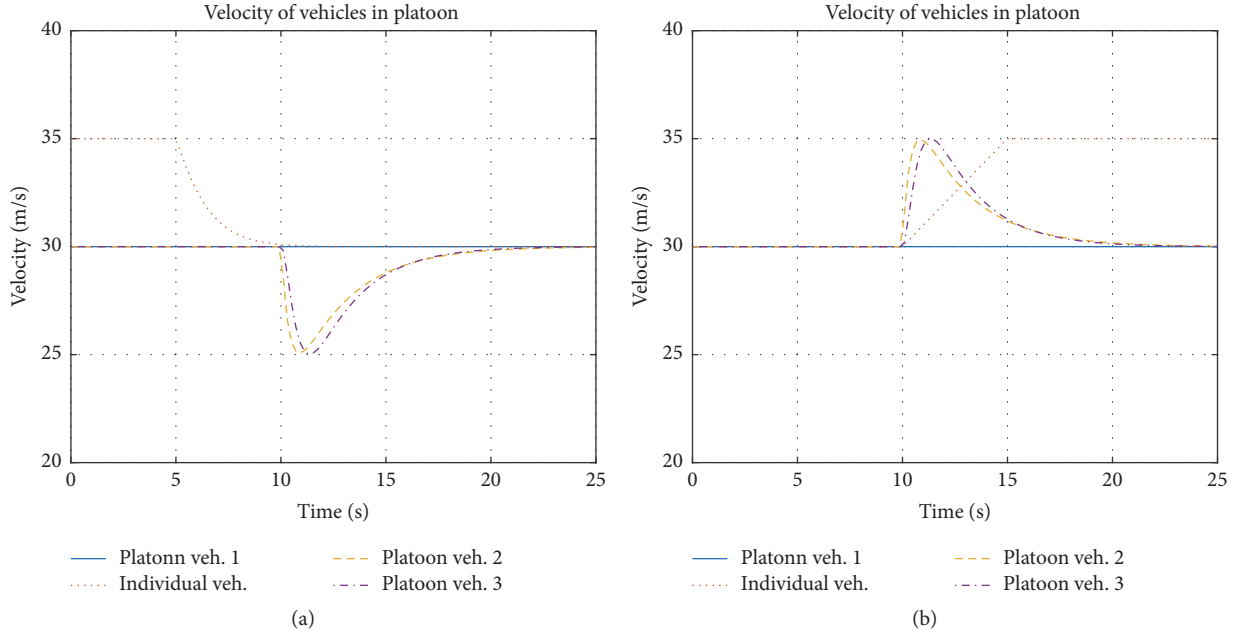 Velocity of vehicles in platoon
40
35
30
25
20
Velocity (m/s)
0 5 10 15 20 25
Time (s)
Platonn veh. 1
Individual veh.
Platoon veh. 2
Platoon veh. 3
(a)
Velocity of vehicles in platoon
40
35
30
25
20
Velocity (m/s)
0 5 10 15 20 25
Time (s)
Platonn veh. 1
Individual veh.
Platoon veh. 2
Platoon veh. 3
(b)